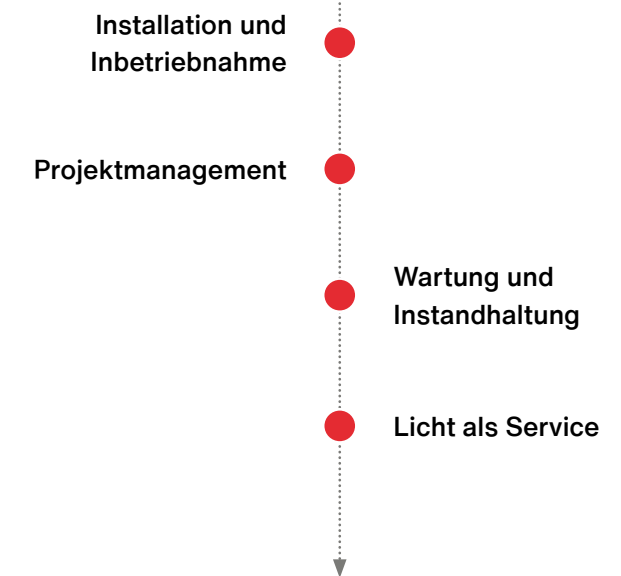 Installation und
Inbetriebnahme
Projektmanagement
Wartung und
Instandhaltung
Licht als Service